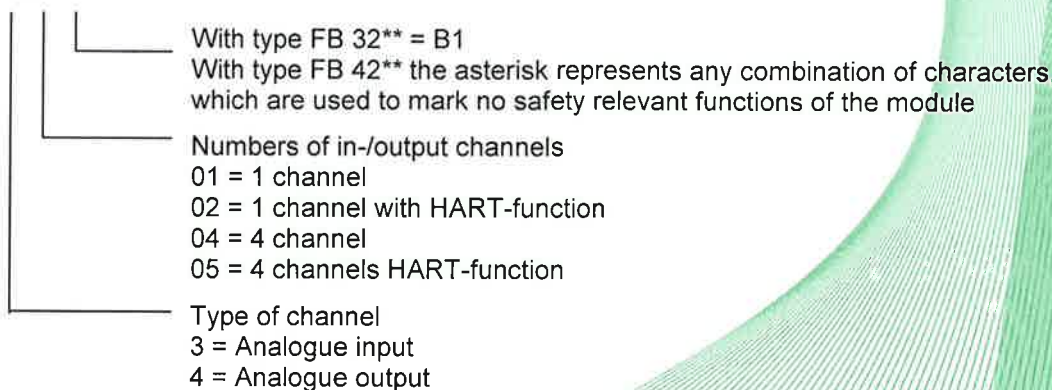 With type FB 32** = B1
With type FB 42** the asterisk represents any combination of characters
which are used to mark no safety relevant functions of the module
Numbers of in-/output channels
01 = 1 channel
02 = 1 channel with HART-function
04 = 4 channel
05 = 4 channels HART-function
Type of channel
3 = Analogue input
4 = Analogue output